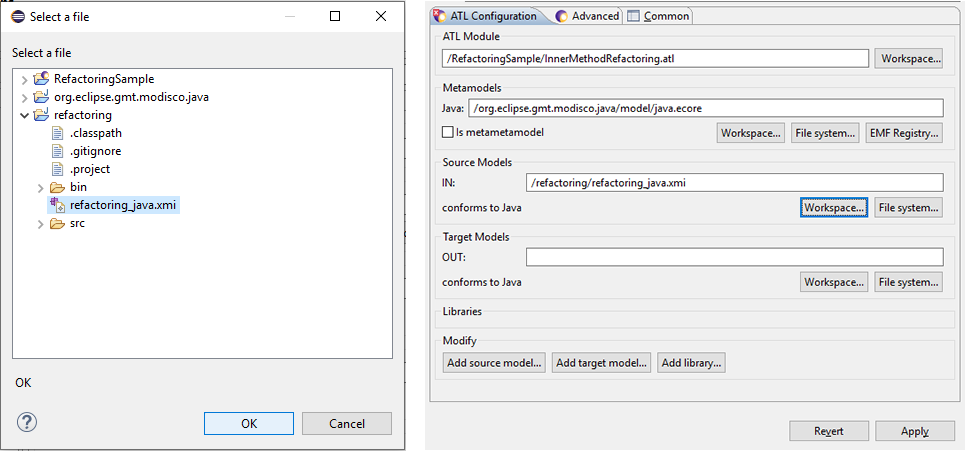 Select a file
Select a file
RefactoringSample
org.eclipse.gmt.modisco.java
refactoring
.classpath
.gitignore
.project
bin
refactoring_java.xmi
src
OK
?
OK Cancel
ATL Configuration Advanced Common
ATL Module
/RefactoringSample/InnerMethodRefactoring.atl Workspace...
Metamodels
Java: /org.eclipse.gmt.modisco.java/model/java.ecore
Is metametamodel Workspace... File system... EMF Registry...
Source Models
IN: /refactoring/refactoring_java.xmi
conforms to Java Workspace... File system...
Target Models
OUT:
conforms to Java Workspace... File system...
Libraries
Modify
Add source model... Add target model... Add library...
Revert Apply